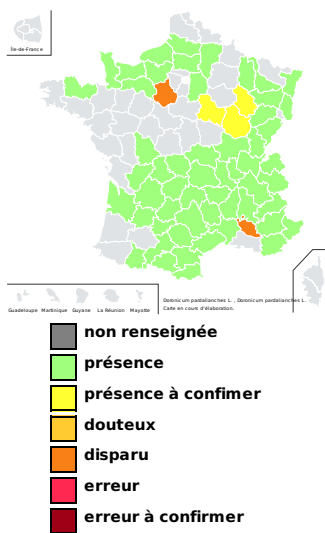 Île-de-France
Guadeloupe Martinique Guyane La Réunion Mayotte
Doronicum pardalianches L. , Doronicum pardalianches L.
Carte en cours d'élaboration.
non renseignée
présence
présence à confimer
douteux
disparu
erreur
erreur à confirmer